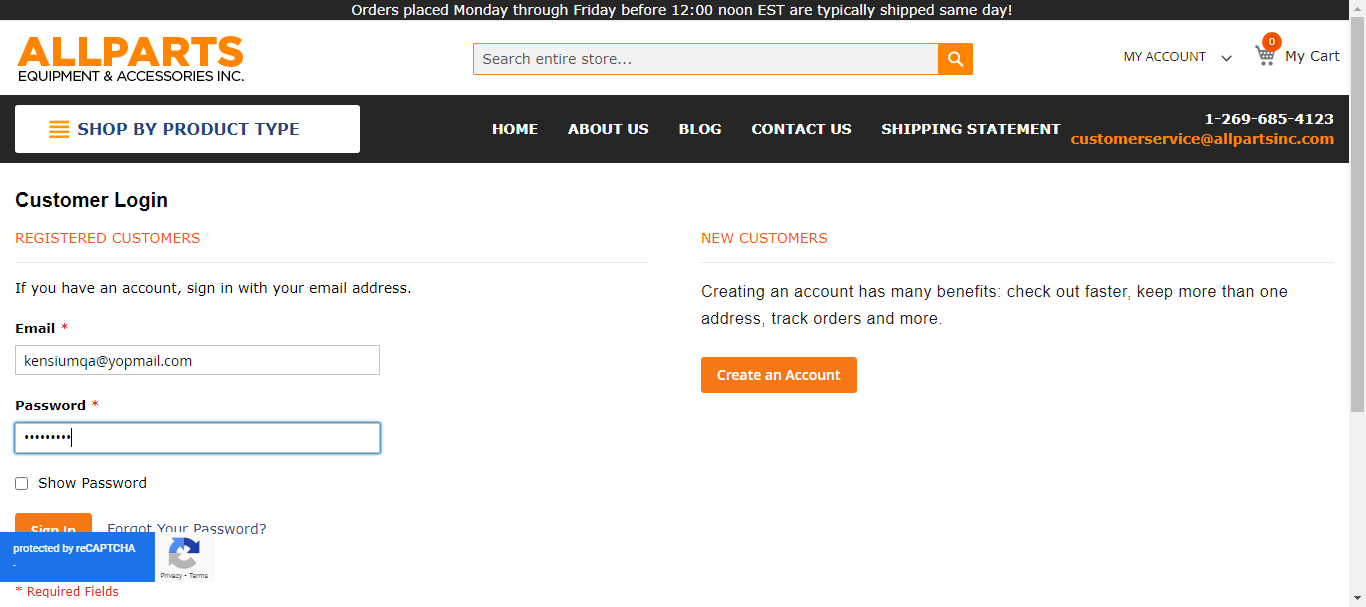 Orders placed Monday through Friday before 12:00 noon EST are typically shipped same day!
ALLPARTS
EQUIPMENT & ACCESSORIES INC.
Search entire store...
MY ACCOUNT
0
My Cart
SHOP BY PRODUCT TYPE
HOME
ABOUT US
BLOG
CONTACT US
SHIPPING STATEMENT
1-269-685-4123
customerservice@allpartsinc.com
Customer Login
REGISTERED CUSTOMERS
If you have an account, sign in with your email address.
Email *
kensiumqa@yopmail.com
Password *
•••••••••
Show Password
Sign In
Forgot Your Password?
protected by reCAPTCHA
-
Privacy - Terms
* Required Fields
NEW CUSTOMERS
Creating an account has many benefits: check out faster, keep more than one
address, track orders and more.
Create an Account